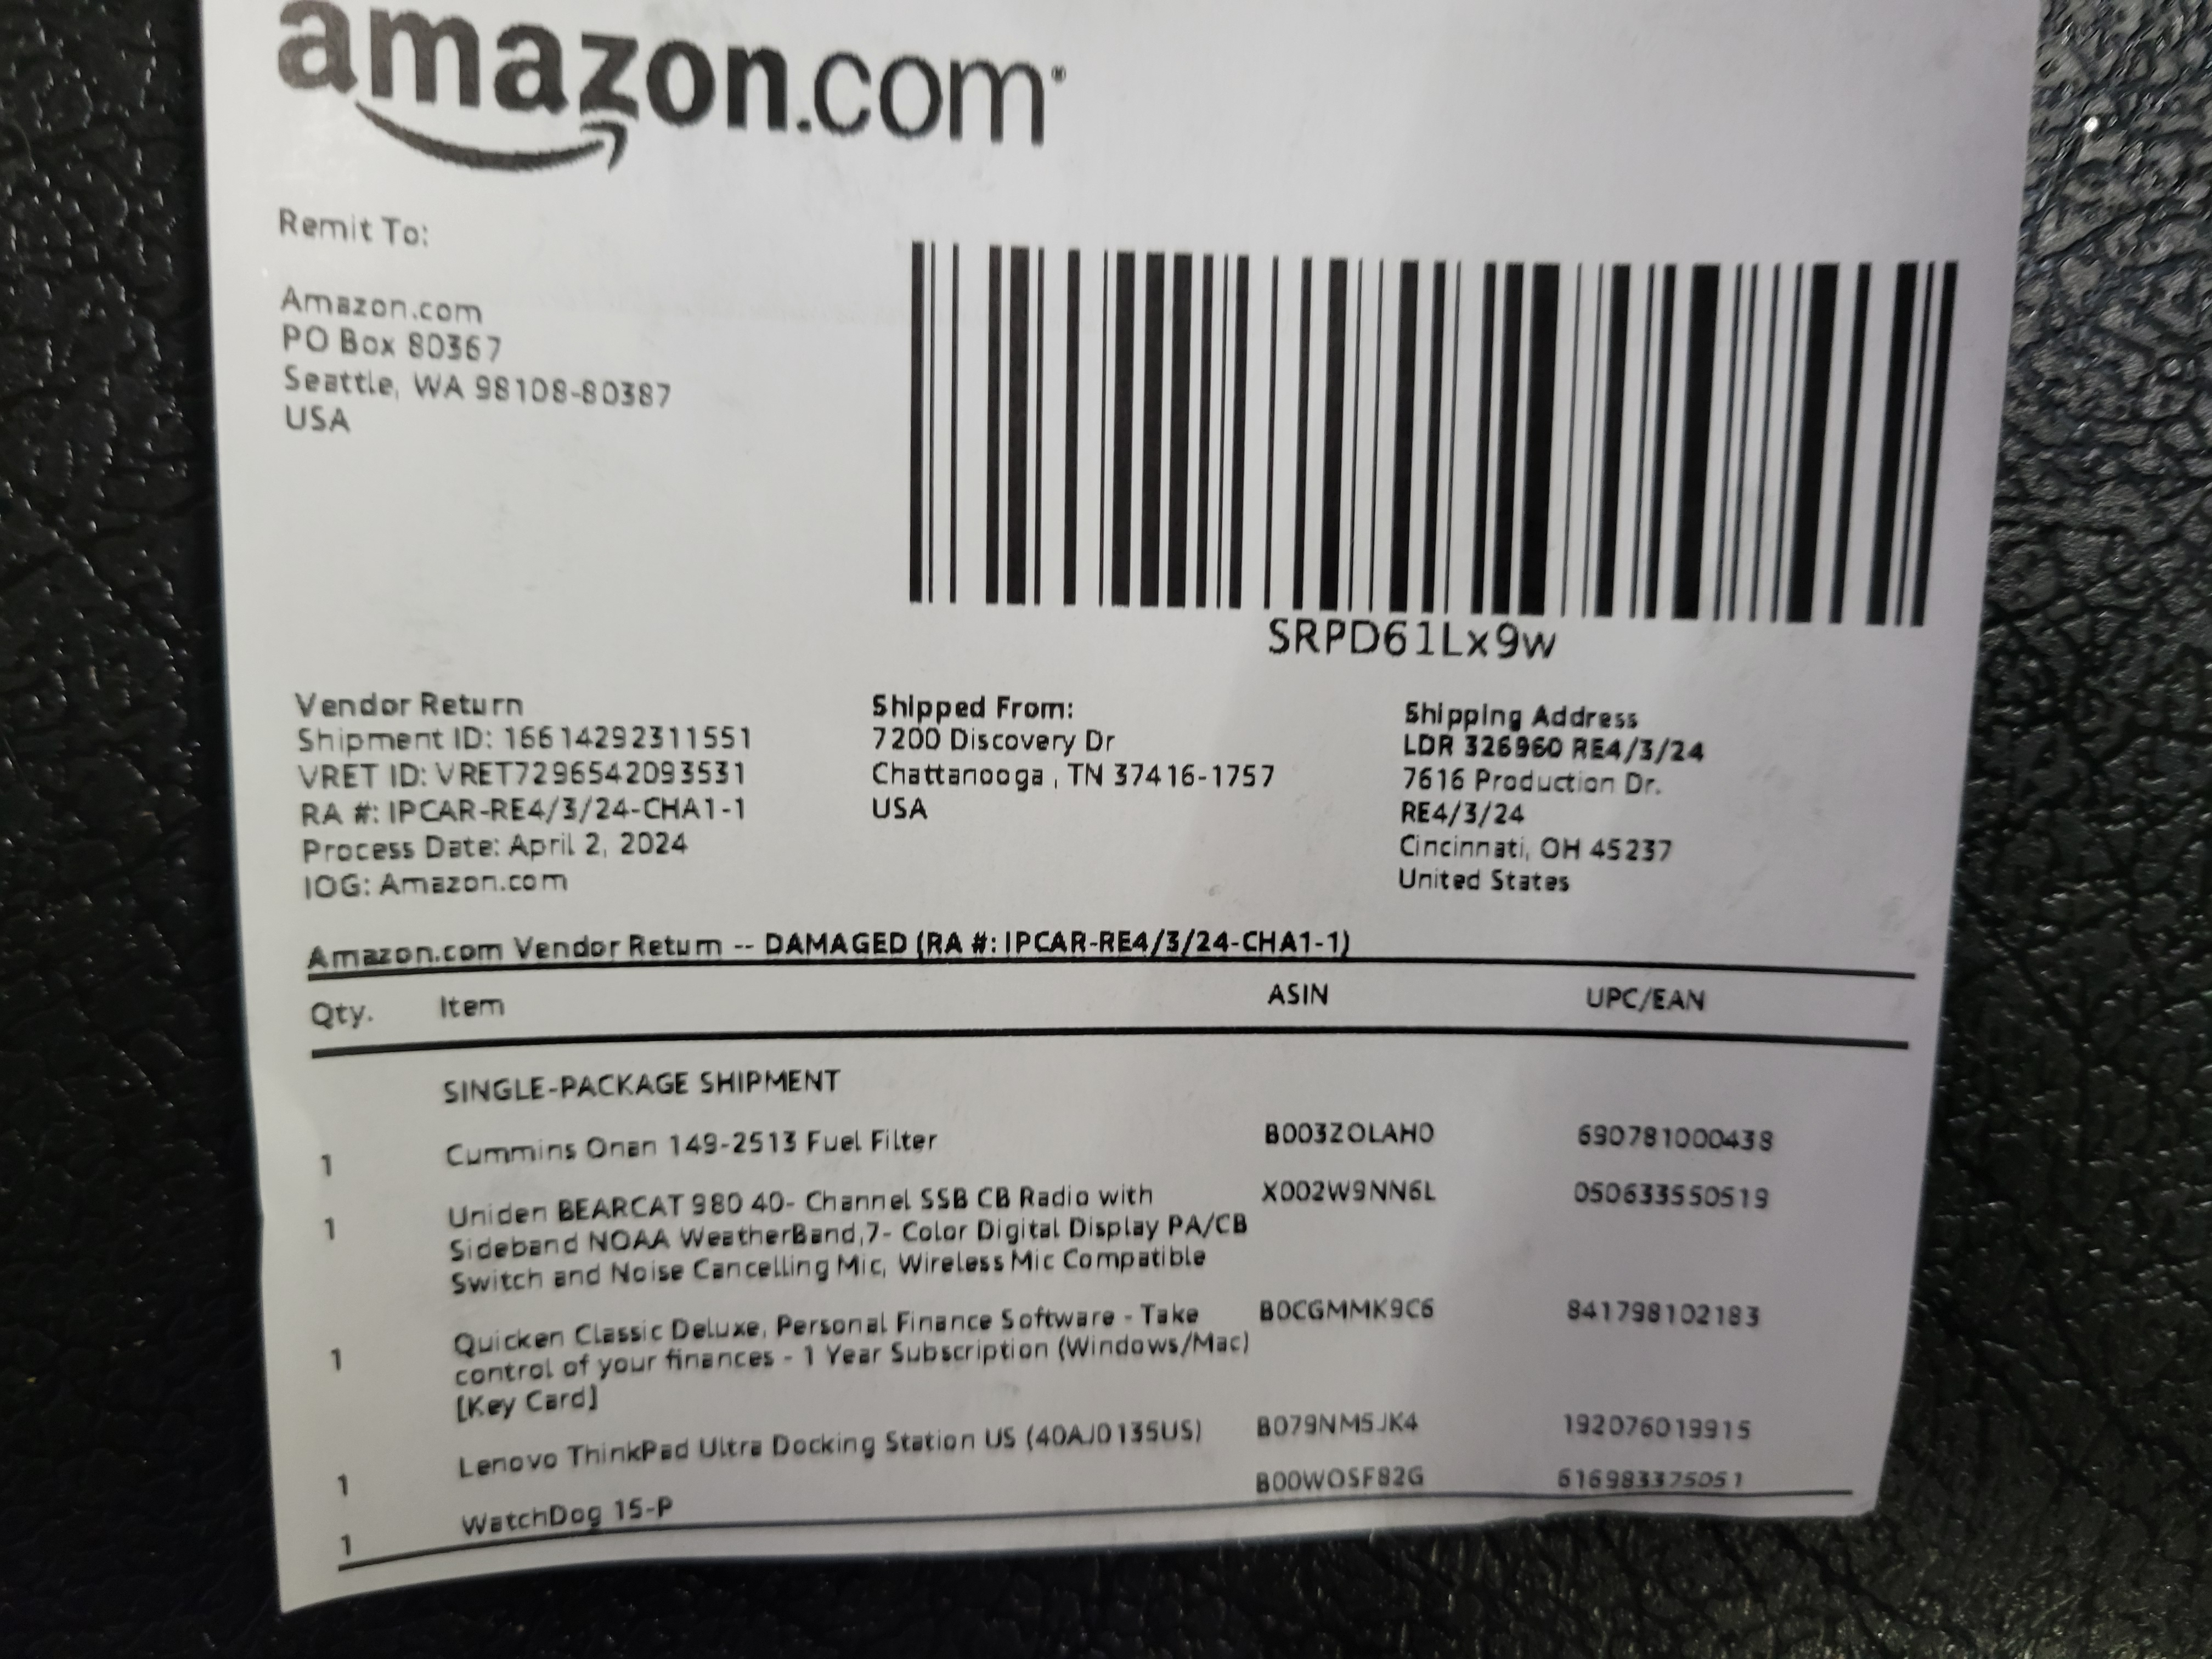 amazon.com
Remit To:
Amazon.com
PO Box 80367
Seattle, WA 98108-80387
USA
SRPD61Lx9w
Vendor Return
Shipment ID: 16614292311551
VRET ID: VRET7296542093531
RA #: IPCAR-RE4/3/24-CHA1-1
Process Date: April 2, 2024
IOG: Amazon.com
Shipped From:
7200 Discovery Dr
Chattanooga , TN 37416-1757
USA
Shipping Address
LDR 326960 RE4/3/24
7616 Production Dr.
RE4/3/24
Cincinnati, OH 45237
United States
Amazon.com Vendor Return -- DAMAGED (RA #: IPCAR-RE4/3/24-CHA1-1)
Qty. Item ASIN UPC/EAN
SINGLE-PACKAGE SHIPMENT
1 Cummins Onan 149-2513 Fuel Filter B003ZOLAHO 690781000438
1 Uniden BEARCAT 980 40- Channel SSB CB Radio with X002W9NN6L 050633550519
Sideband NOAA WeatherBand,7- Color Digital Display PA/CB
Switch and Noise Cancelling Mic, Wireless Mic Compatible
1 Quicken Classic Deluxe, Personal Finance Software - Take B0CGMMK9C6 841798102183
control of your finances - 1 Year Subscription (Windows/Mac)
[Key Card]
1 Lenovo ThinkPad Ultra Docking Station US (40AJ0135US) B079NM5JK4 192076019915
1 WatchDog 15-P B00WOSF82G 616983375051